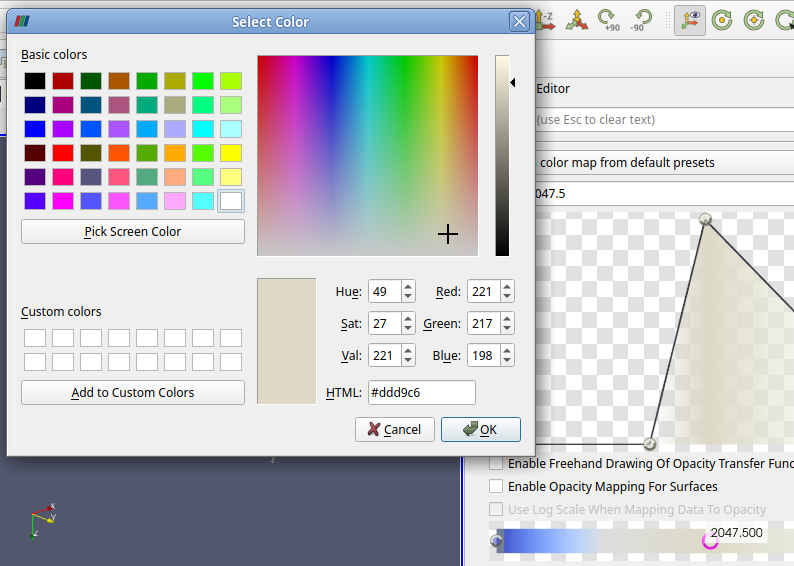 Select Color
Basic colors
Pick Screen Color
Custom colors
Add to Custom Colors
Hue: 49
Red: 221
Sat: 27
Green: 217
Val: 221
Blue: 198
HTML: #ddd9c6
Cancel
OK
-Z
+90
-90
Editor
(use Esc to clear text)
color map from default presets
047.5
Enable Freehand Drawing Of Opacity Transfer Func
Enable Opacity Mapping For Surfaces
Use Log Scale When Mapping Data To Opacity
2047.500
X
Y
Z